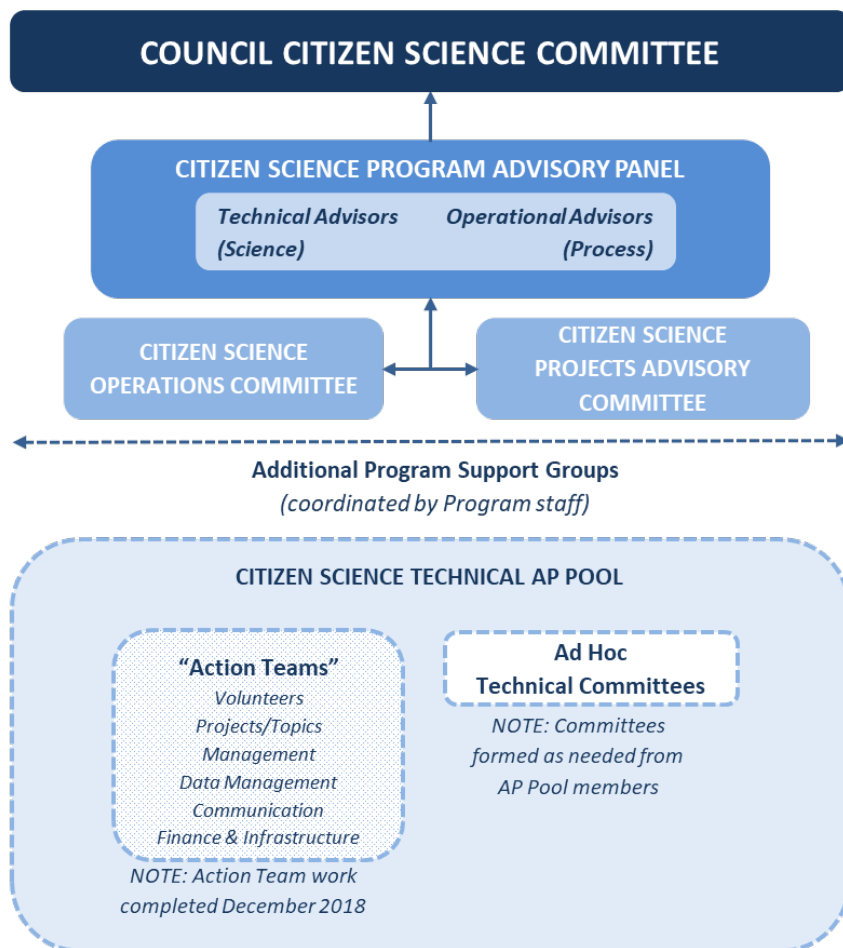 COUNCIL CITIZEN SCIENCE COMMITTEE
CITIZEN SCIENCE PROGRAM ADVISORY PANEL
Technical Advisors
(Science)
Operational Advisors
(Process)
CITIZEN SCIENCE
OPERATIONS COMMITTEE
CITIZEN SCIENCE
PROJECTS ADVISORY
COMMITTEE
Additional Program Support Groups
(coordinated by Program staff)
CITIZEN SCIENCE TECHNICAL AP POOL
“Action Teams”
Volunteers
Projects/Topics
Management
Data Management
Communication
Finance & Infrastructure
NOTE: Action Team work
completed December 2018
Ad Hoc
Technical Committees
NOTE: Committees
formed as needed from
AP Pool members